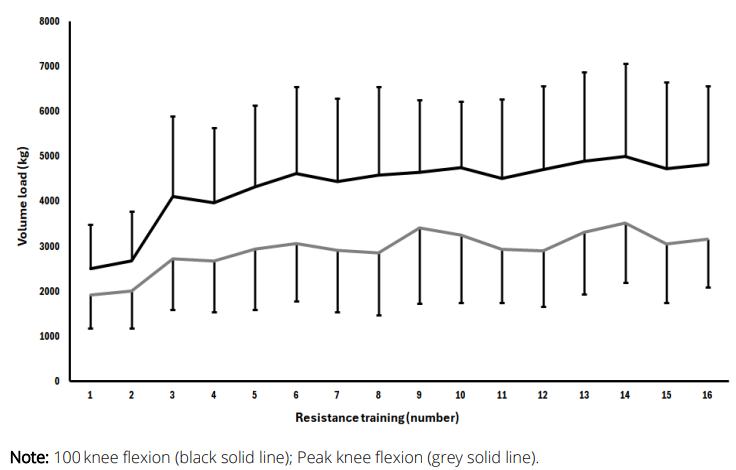 8000
7000
6000
5000
4000
3000
2000
1000
0
Volume load (kg)
1 2 3 4 5 6 7 8 9 10 11 12 13 14 15 16
Resistance training (number)
Note: 100 knee flexion (black solid line); Peak knee flexion (grey solid line).